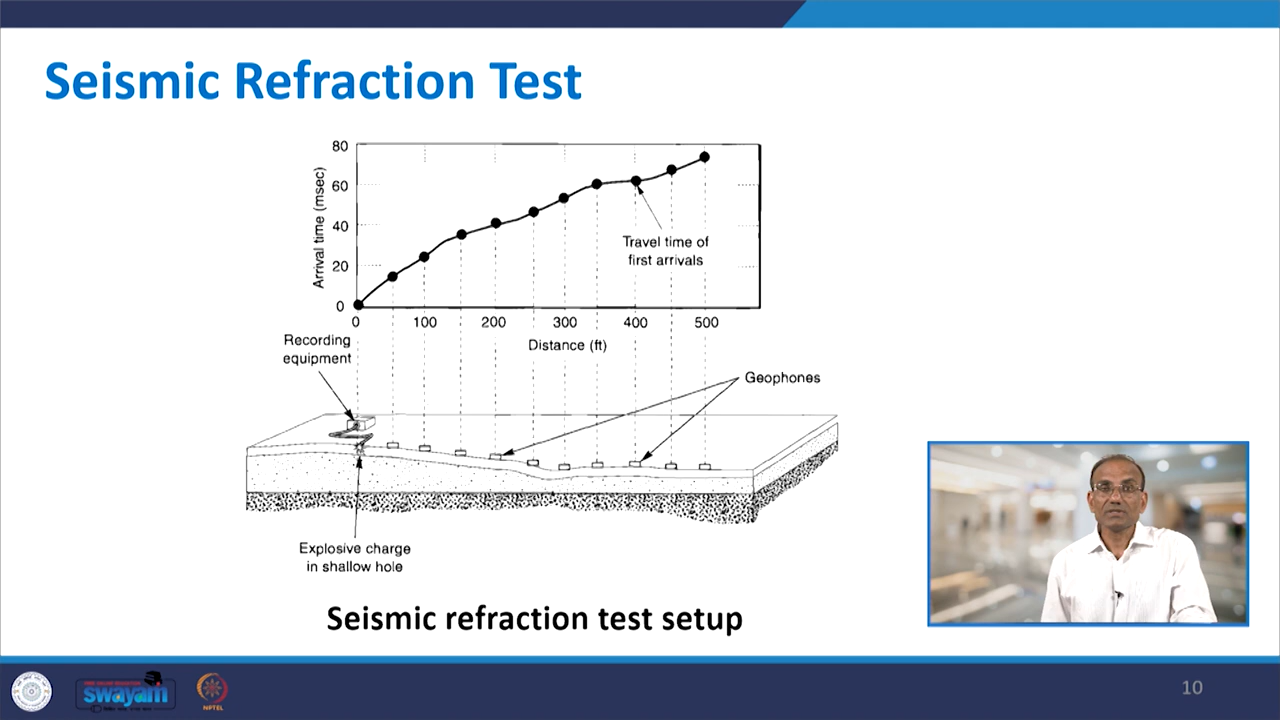 Seismic Refraction Test
80
60
40
20
0
Arrival time (msec)
Travel time of
first arrivals
0 100 200 300 400 500
Distance (ft)
Recording
equipment
Geophones
Explosive charge
in shallow hole
Seismic refraction test setup
swayam
NPTEL
10